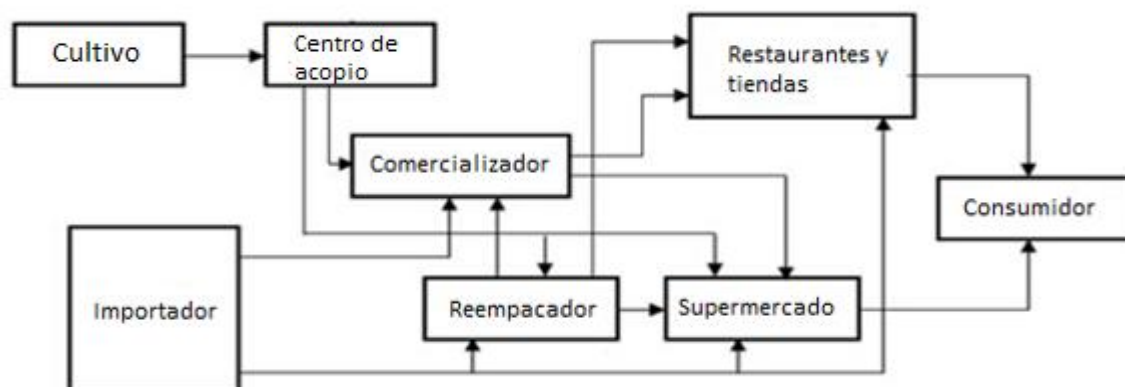 Cultivo
Centro de
acopio
Restaurantes y
tiendas
Comercializador
Consumidor
Importador
Reempacador
Supermercado